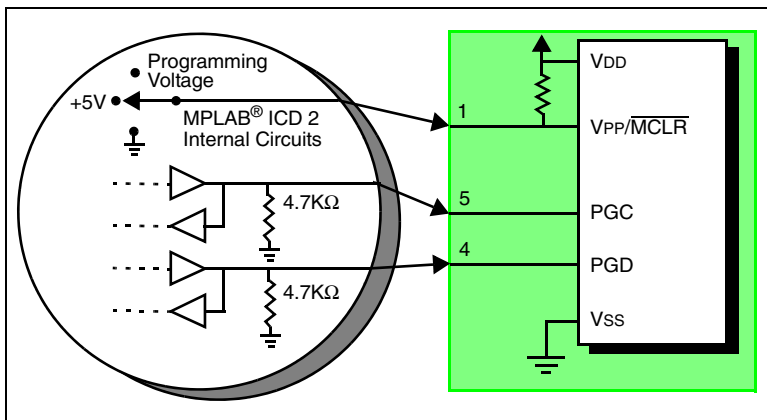 Programming
Voltage
+5V
MPLAB® ICD 2
Internal Circuits
4.7KΩ
4.7KΩ
1
5
4
VDD
VPP/MCLR
PGC
PGD
VSS